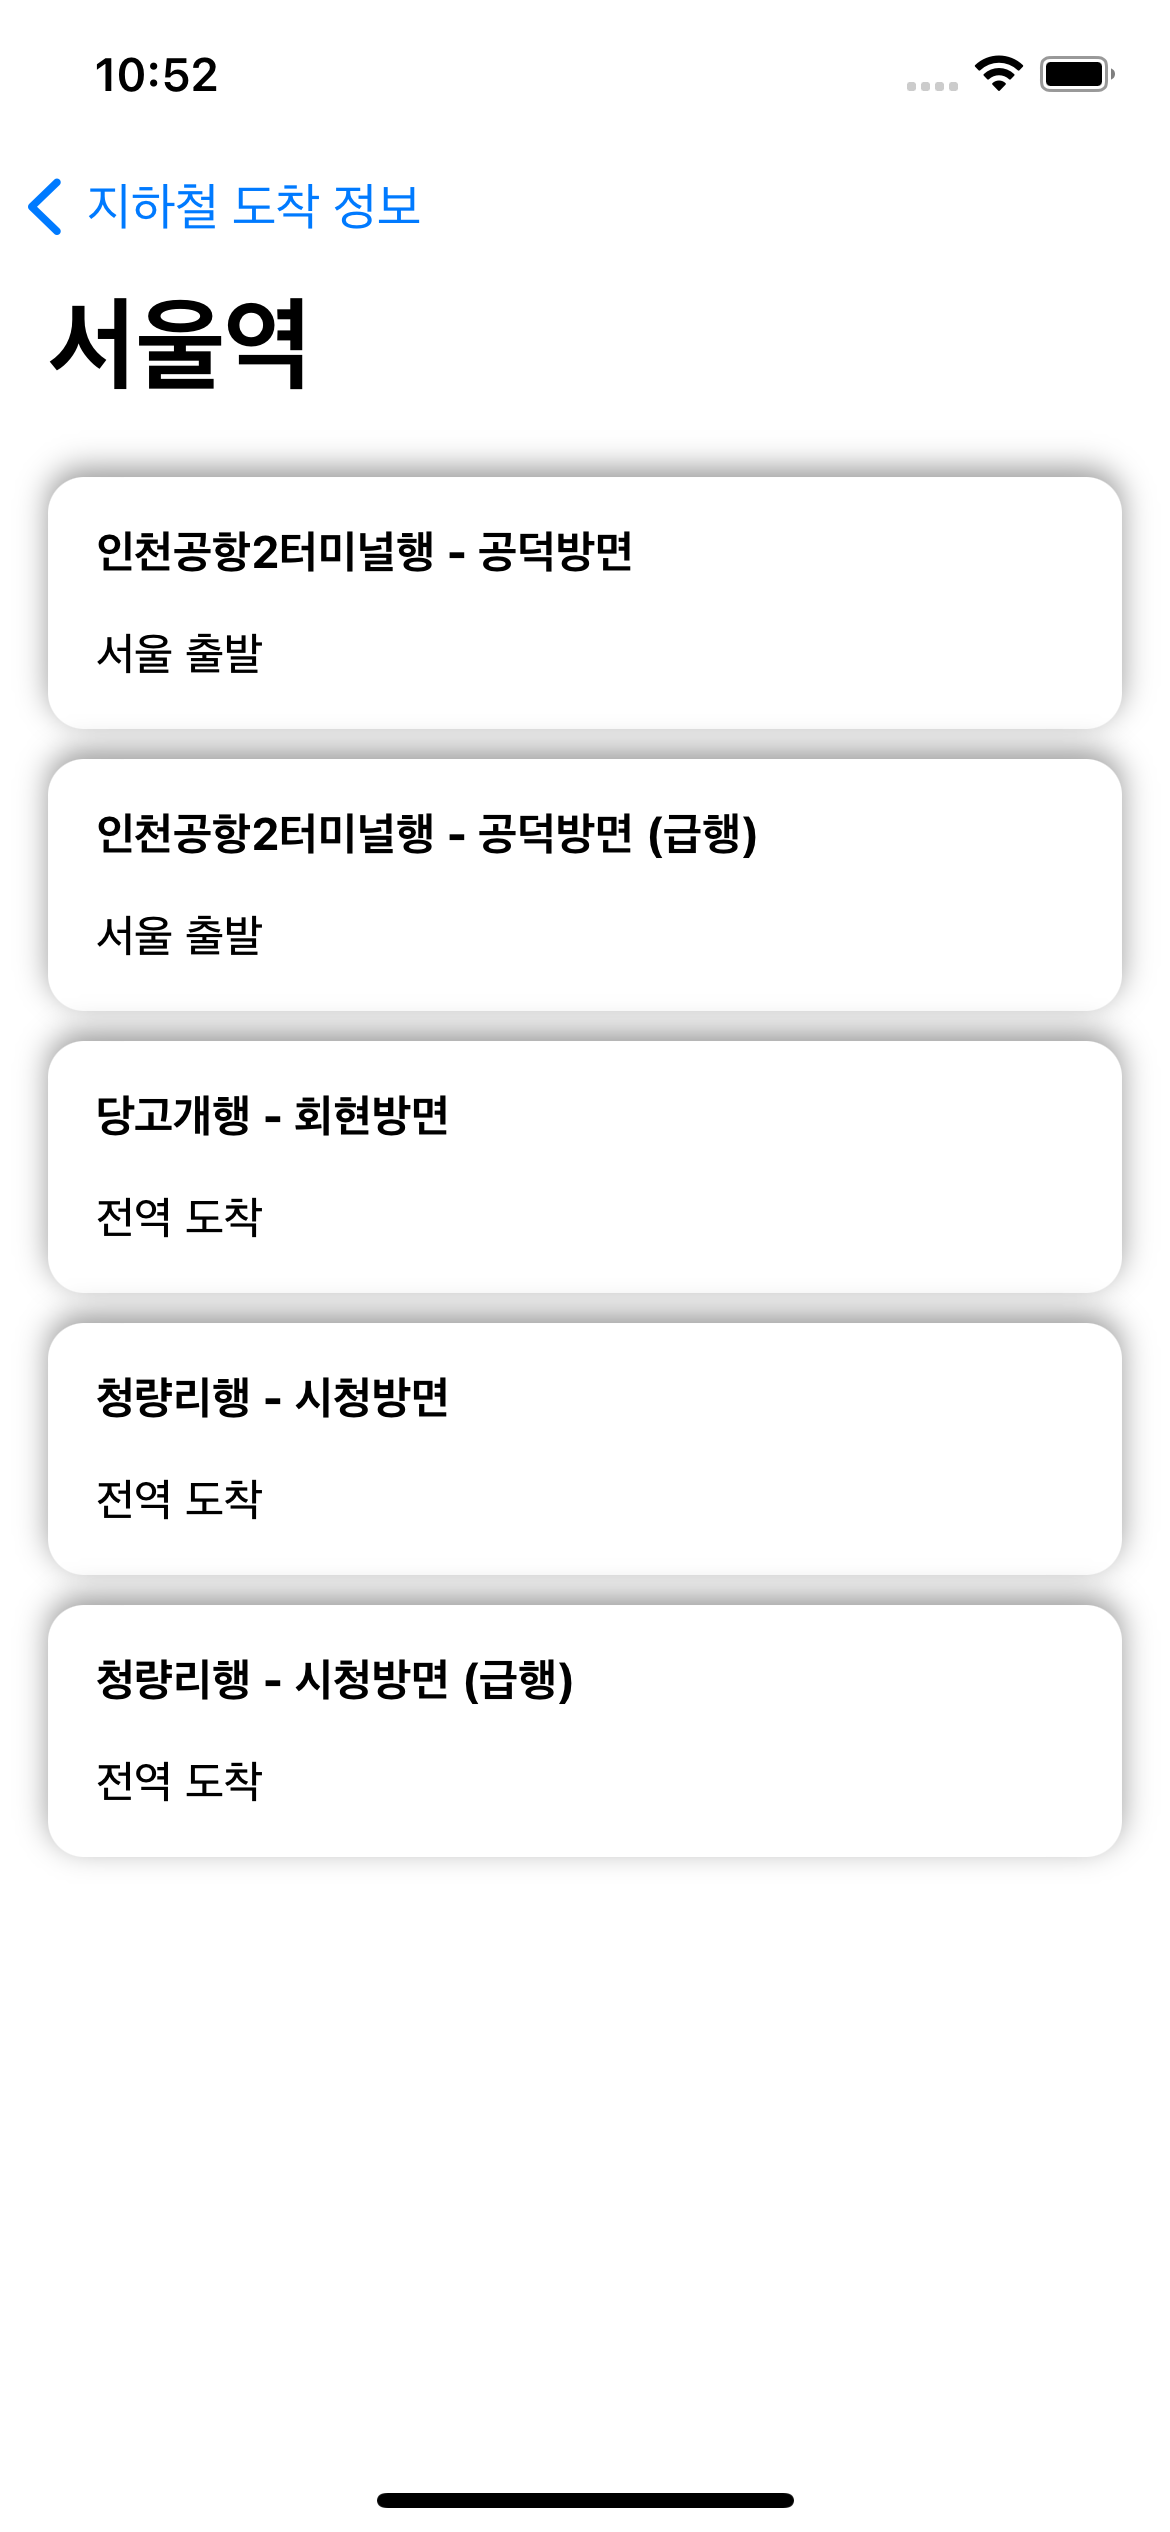 10:52
지하철 도착 정보
서울역
인천공항2터미널행 - 공덕방면
서울 출발
인천공항2터미널행 - 공덕방면 (급행)
서울 출발
당고개행 - 회현방면
전역 도착
청량리행 - 시청방면
전역 도착
청량리행 - 시청방면 (급행)
전역 도착